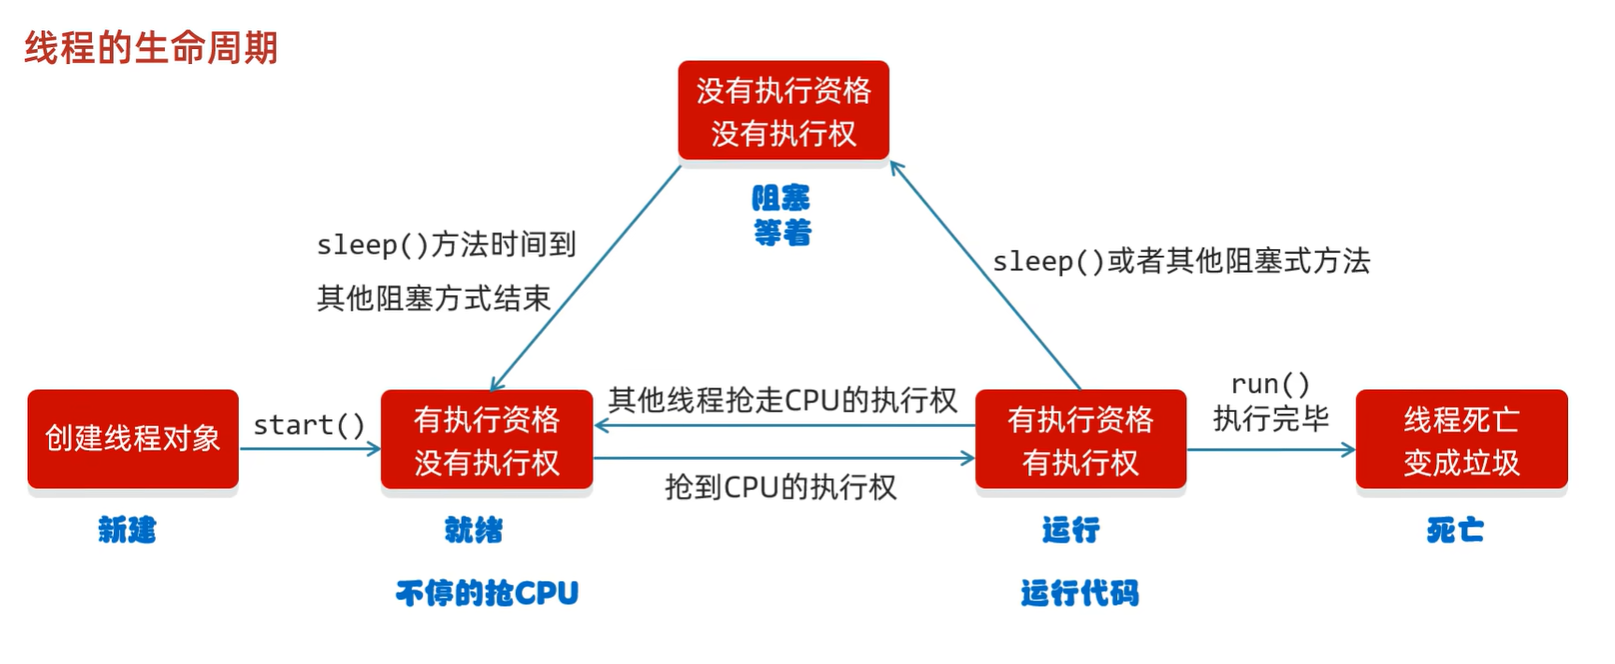 线程的生命周期
没有执行资格
没有执行权
阻塞
等着
sleep()方法时间到
其他阻塞方式结束
sleep()或者其他阻塞式方法
创建线程对象
start()
有执行资格
没有执行权
其他线程抢走CPU的执行权
抢到CPU的执行权
有执行资格
有执行权
run()
执行完毕
线程死亡
变成垃圾
新建
就绪
运行
死亡
不停的抢CPU
运行代码